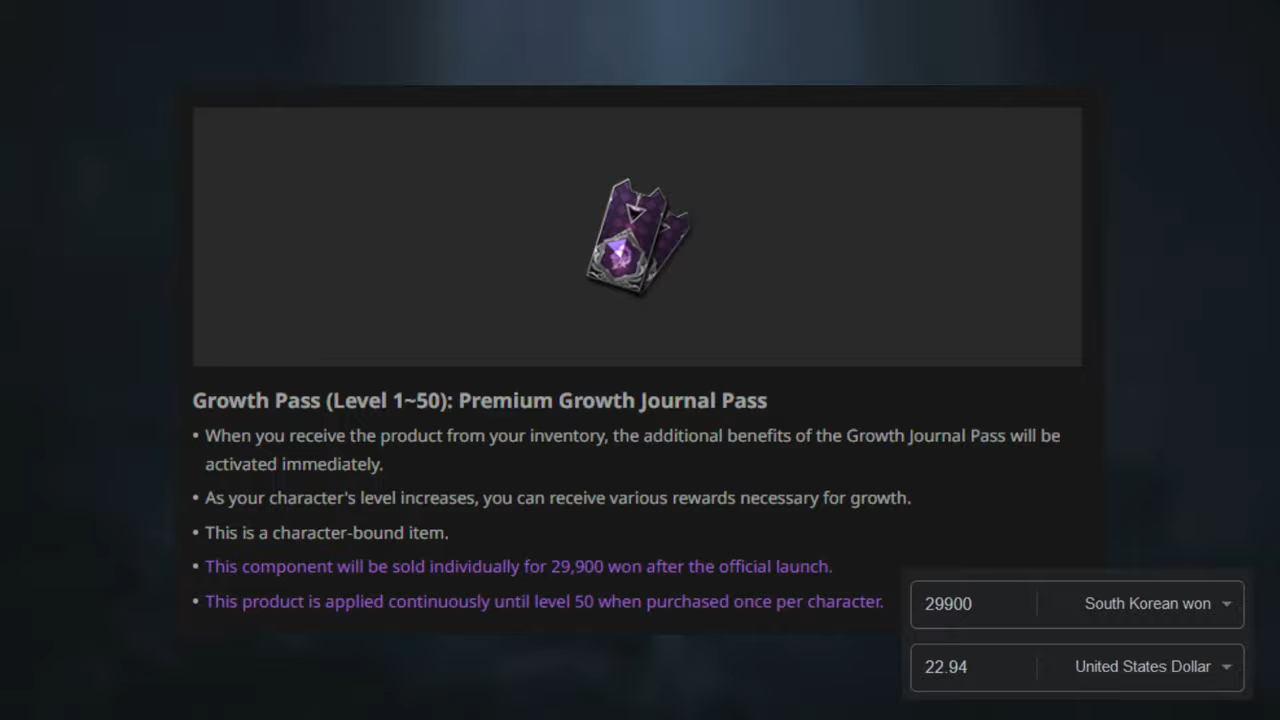 Growth Pass (Level 1~50): Premium Growth Journal Pass
• When you receive the product from your inventory, the additional benefits of the Growth Journal Pass will be
activated immediately.
• As your character's level increases, you can receive various rewards necessary for growth.
• This is a character-bound item.
• This component will be sold individually for 29,900 won after the official launch.
• This product is applied continuously until level 50 when purchased once per character.
29900 South Korean won
22.94 United States Dollar